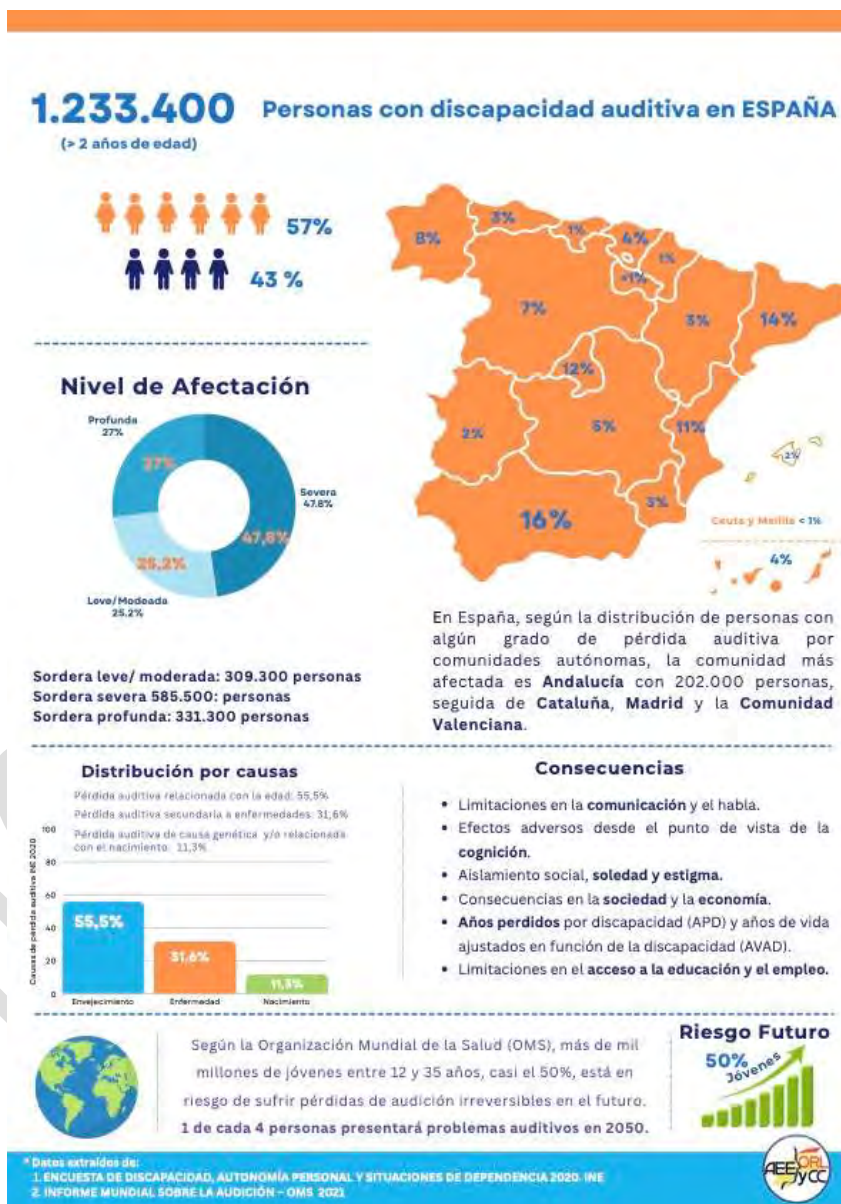 1.233.400 Personas con discapacidad auditiva en ESPAÑA
(> 2 años de edad)
57%
43 %
8%
3%
1%
4%
1%
<1%
7%
14%
12%
2%
11%
2%
16%
3%
Ceuta y Melilla < 1%
4%
Nivel de Afectación
Profunda
27%
27%
Severa
47.8%
47,8%
25,2%
Leve/Modeada
25.2%
Sordera leve/ moderada: 309.300 personas
Sordera severa 585.500: personas
Sordera profunda: 331.300 personas
En España, según la distribución de personas con
algún grado de pérdida auditiva por
comunidades autónomas, la comunidad más
afectada es Andalucía con 202.000 personas,
seguida de Cataluña, Madrid y la Comunidad
Valenciana.
Distribución por causas
Pérdida auditiva relacionada con la edad: 55,5%
Pérdida auditiva secundaria a enfermedades: 31,6%
Pérdida auditiva de causa genética y/o relacionada
con el nacimiento: 11,3%
Causas de pérdida auditiva INE 2020
100
80
60
40
20
0
55,5%
31,6%
11,3%
Envejecimiento
Enfermedad
Nacimiento
Consecuencias
• Limitaciones en la comunicación y el habla.
• Efectos adversos desde el punto de vista de la
cognición.
• Aislamiento social, soledad y estigma.
• Consecuencias en la sociedad y la economía.
• Años perdidos por discapacidad (APD) y años de vida
ajustados en función de la discapacidad (AVAD).
• Limitaciones en el acceso a la educación y el empleo.
Según la Organización Mundial de la Salud (OMS), más de mil
millones de jóvenes entre 12 y 35 años, casi el 50%, está en
riesgo de sufrir pérdidas de audición irreversibles en el futuro.
1 de cada 4 personas presentará problemas auditivos en 2050.
Riesgo Futuro
50%
Jóvenes
* Datos extraídos de:
1. ENCUESTA DE DISCAPACIDAD, AUTONOMÍA PERSONAL Y SITUACIONES DE DEPENDENCIA 2020. INE
2. INFORME MUNDIAL SOBRE LA AUDICIÓN – OMS 2021
AEE ORL
y CC